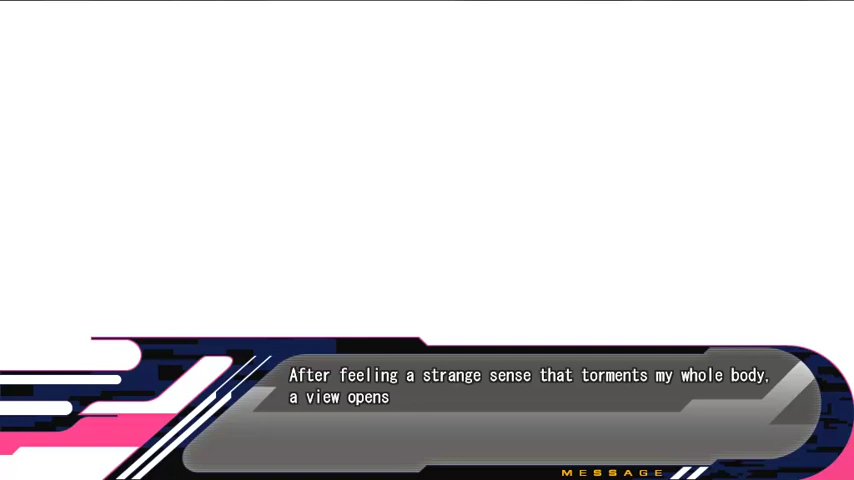 After feeling a strange sense that torments my whole body,
a view opens
MESSAGE